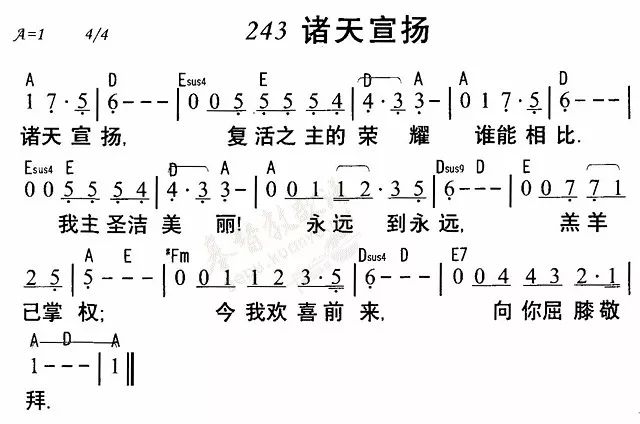 A=1 4/4 243 诸天宣扬
A D Esus4 E D A A D
1 7 · 5 | 6 - - - | 0 0 5 5 5 5 4 | 4 · 3 3 - | 0 1 7 · 5 | 6 - - - |
诸天宣扬, 复活之主的荣耀 谁能相比.
Esus4 E D A A Dsus9 E
0 0 5 5 5 4 | 4 · 3 3 - | 0 0 1 1 2 · 3 5 | 6 - - - | 0 0 7 7 1
我主圣洁美丽! 永远到永远, 羔羊
A E #Fm Dsus4 D E7
2 5 · | 5 - - - | 0 0 1 1 2 3 · 5 | 6 - - - | 0 0 4 4 3 2 · 1 |
已掌权; 今我欢喜前来, 向你屈膝敬
A D A
1 - - - | 1 ‖
拜.